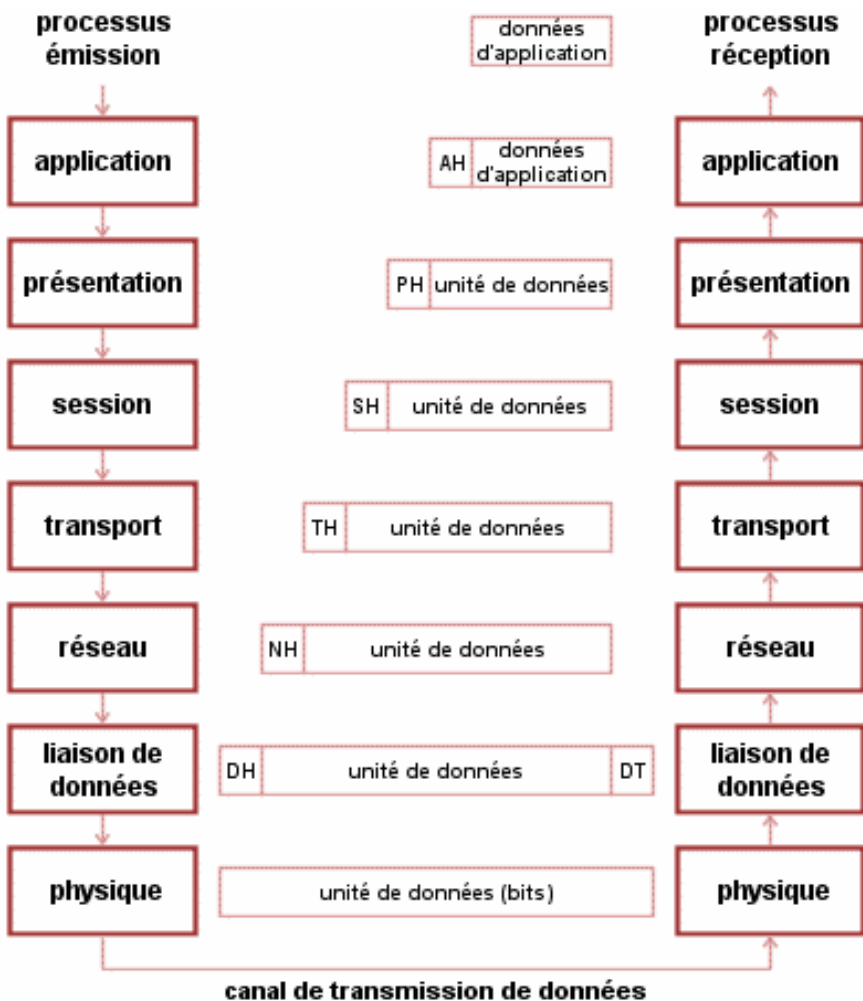 processus
émission
données
d'application
processus
réception
application
AH
données
d'application
application
présentation
PH
unité de données
présentation
session
SH
unité de données
session
transport
TH
unité de données
transport
réseau
NH
unité de données
réseau
liaison de
données
DH
unité de données
DT
liaison de
données
physique
unité de données (bits)
physique
canal de transmission de données